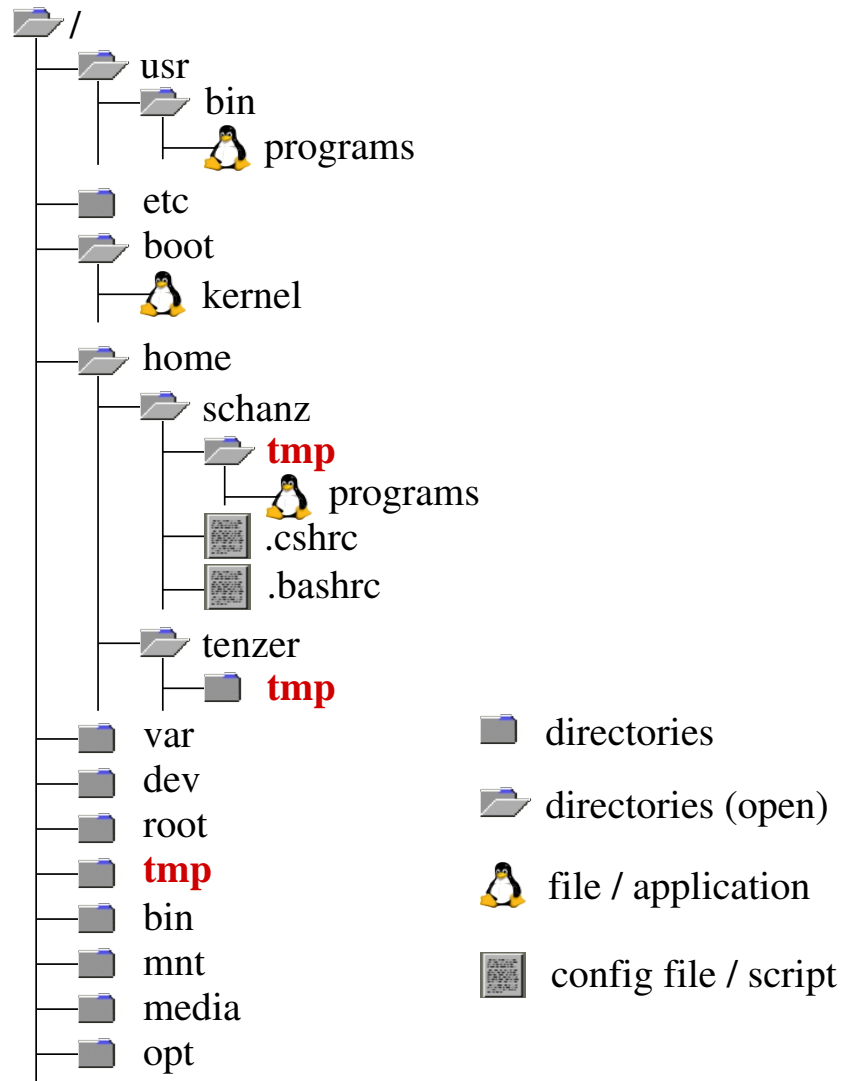 /
usr
bin
programs
etc
boot
kernel
home
schanz
tmp
programs
.cshrc
.bashrc
tenzer
tmp
var
dev
root
tmp
bin
mnt
media
opt
directories
directories (open)
file / application
config file / script